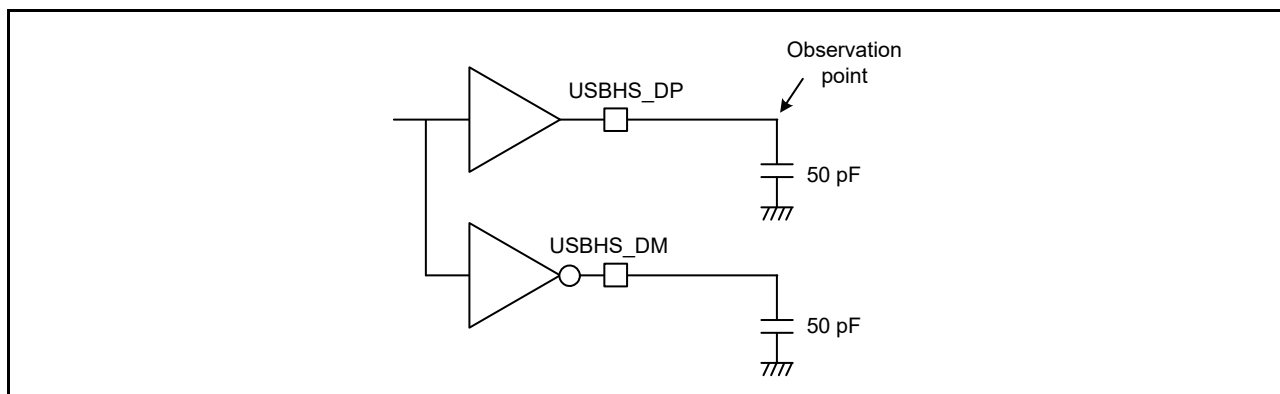 Observation
point
USBHS_DP
50 pF
USBHS_DM
50 pF